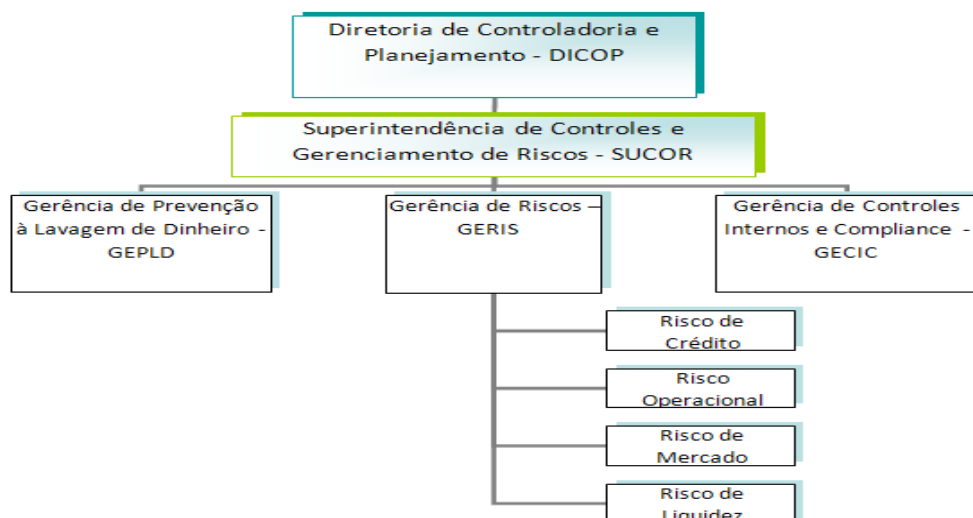 Diretoria de Controladoria e
Planejamento - DICOP
Superintendência de Controles e
Gerenciamento de Riscos - SUCOR
Gerência de Prevenção
à Lavagem de Dinheiro -
GEPLD
Gerência de Riscos –
GERIS
Gerência de Controles
Internos e Compliance -
GECIC
Risco de
Crédito
Risco
Operacional
Risco de
Mercado
Risco de
Liquidez